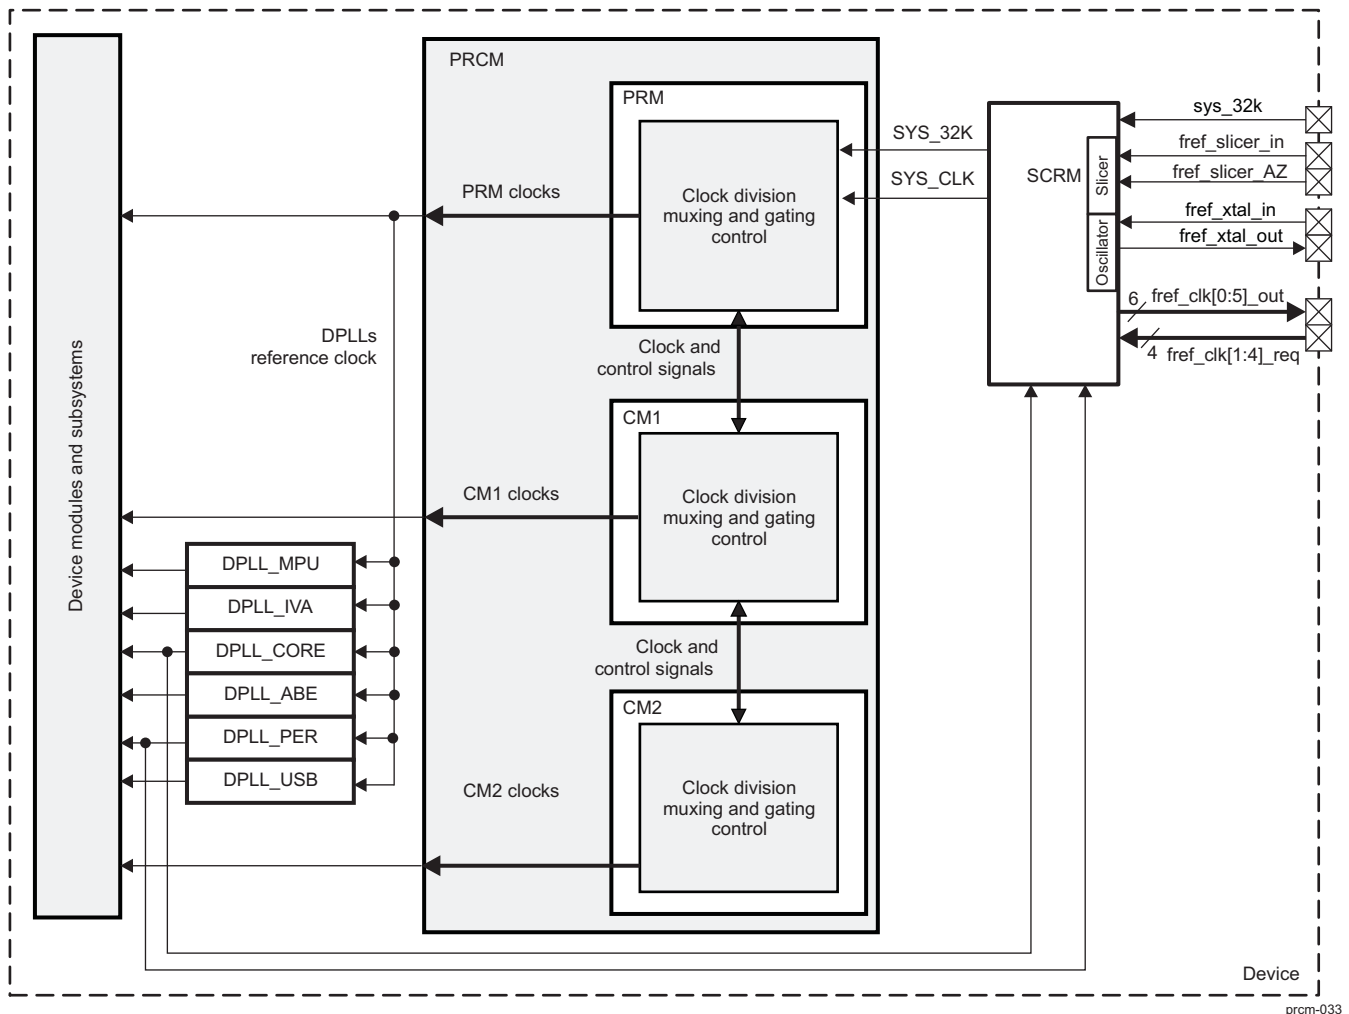 PRCM
PRM
Clock division
muxing and gating
control
PRM clocks
SYS_32K
SYS_CLK
SCRM
Slicer
Oscillator
sys_32k
fref_slicer_in
fref_slicer_AZ
fref_xtal_in
fref_xtal_out
6
fref_clk[0:5]_out
4
fref_clk[1:4]_req
DPLLs
reference clock
Clock and
control signals
Device modules and subsystems
CM1
Clock division
muxing and gating
control
CM1 clocks
DPLL_MPU
DPLL_IVA
DPLL_CORE
DPLL_ABE
DPLL_PER
DPLL_USB
Clock and
control signals
CM2
Clock division
muxing and gating
control
CM2 clocks
Device
prcm-033